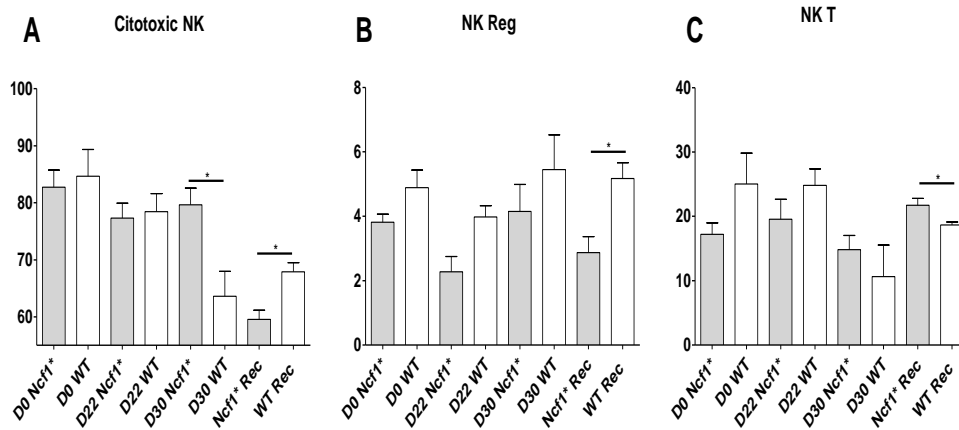 A
Citotoxic NK
100
90
80
70
60
*
*
D0 Ncf1*
D0 WT
D22 Ncf1*
D22 WT
D30 Ncf1*
D30 WT
Ncf1* Rec
WT Rec
B
NK Reg
8
6
4
2
0
*
D0 Ncf1*
D0 WT
D22 Ncf1*
D22 WT
D30 Ncf1*
D30 WT
Ncf1* Rec
WT Rec
C
NK T
40
30
20
10
0
*
D0 Ncf1*
D0 WT
D22 Ncf1*
D22 WT
D30 Ncf1*
D30 WT
Ncf1* Rec
WT Rec